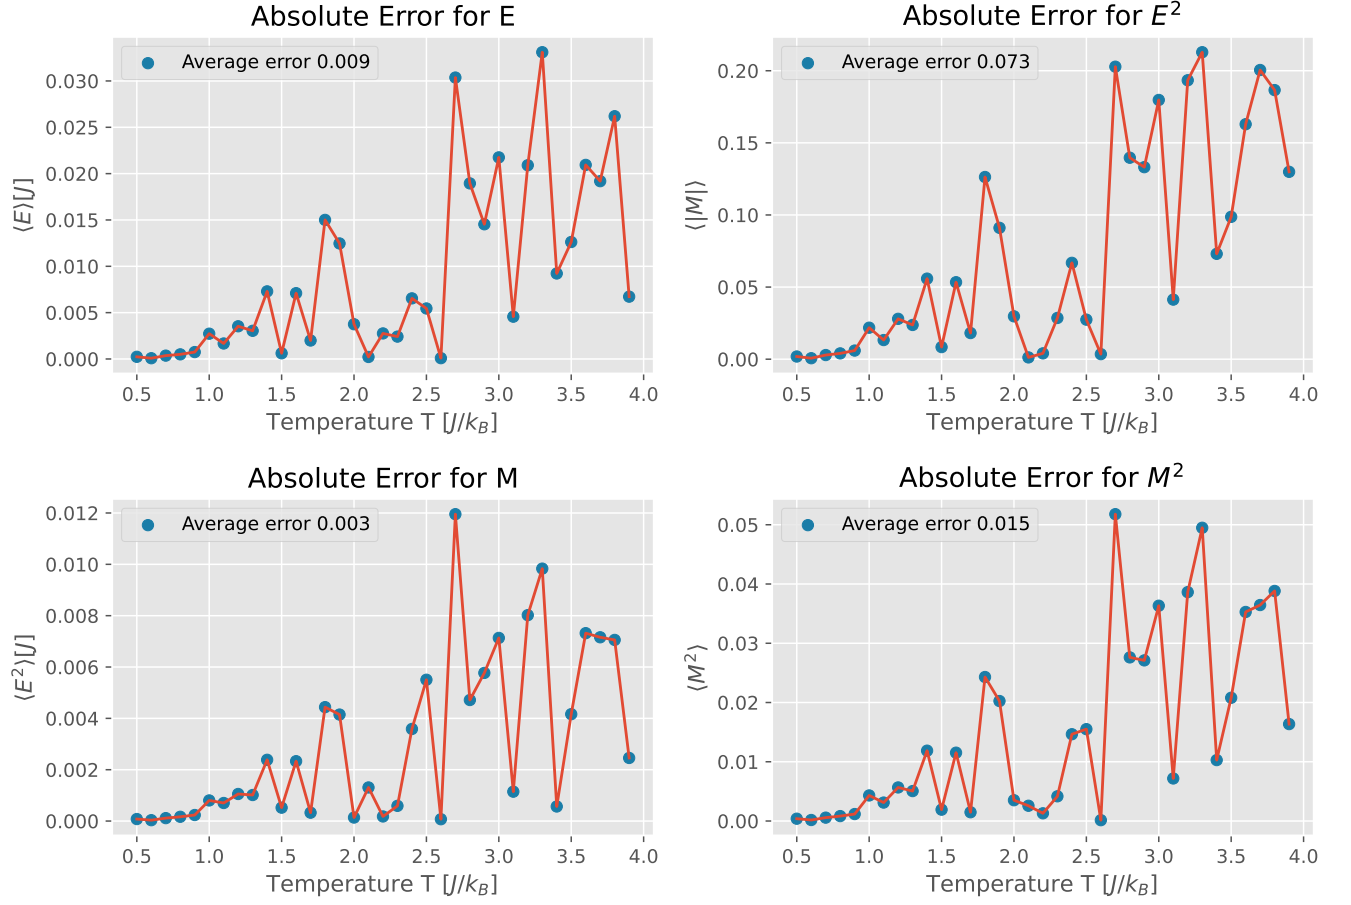 Absolute Error for E
Average error 0.009
⟨E⟩[J]
0.030
0.025
0.020
0.015
0.010
0.005
0.000
0.5 1.0 1.5 2.0 2.5 3.0 3.5 4.0
Temperature T [J/k_B]
Absolute Error for E²
Average error 0.073
⟨|M|⟩
0.20
0.15
0.10
0.05
0.00
0.5 1.0 1.5 2.0 2.5 3.0 3.5 4.0
Temperature T [J/k_B]
Absolute Error for M
Average error 0.003
⟨E²⟩[J]
0.012
0.010
0.008
0.006
0.004
0.002
0.000
0.5 1.0 1.5 2.0 2.5 3.0 3.5 4.0
Temperature T [J/k_B]
Absolute Error for M²
Average error 0.015
⟨M²⟩
0.05
0.04
0.03
0.02
0.01
0.00
0.5 1.0 1.5 2.0 2.5 3.0 3.5 4.0
Temperature T [J/k_B]